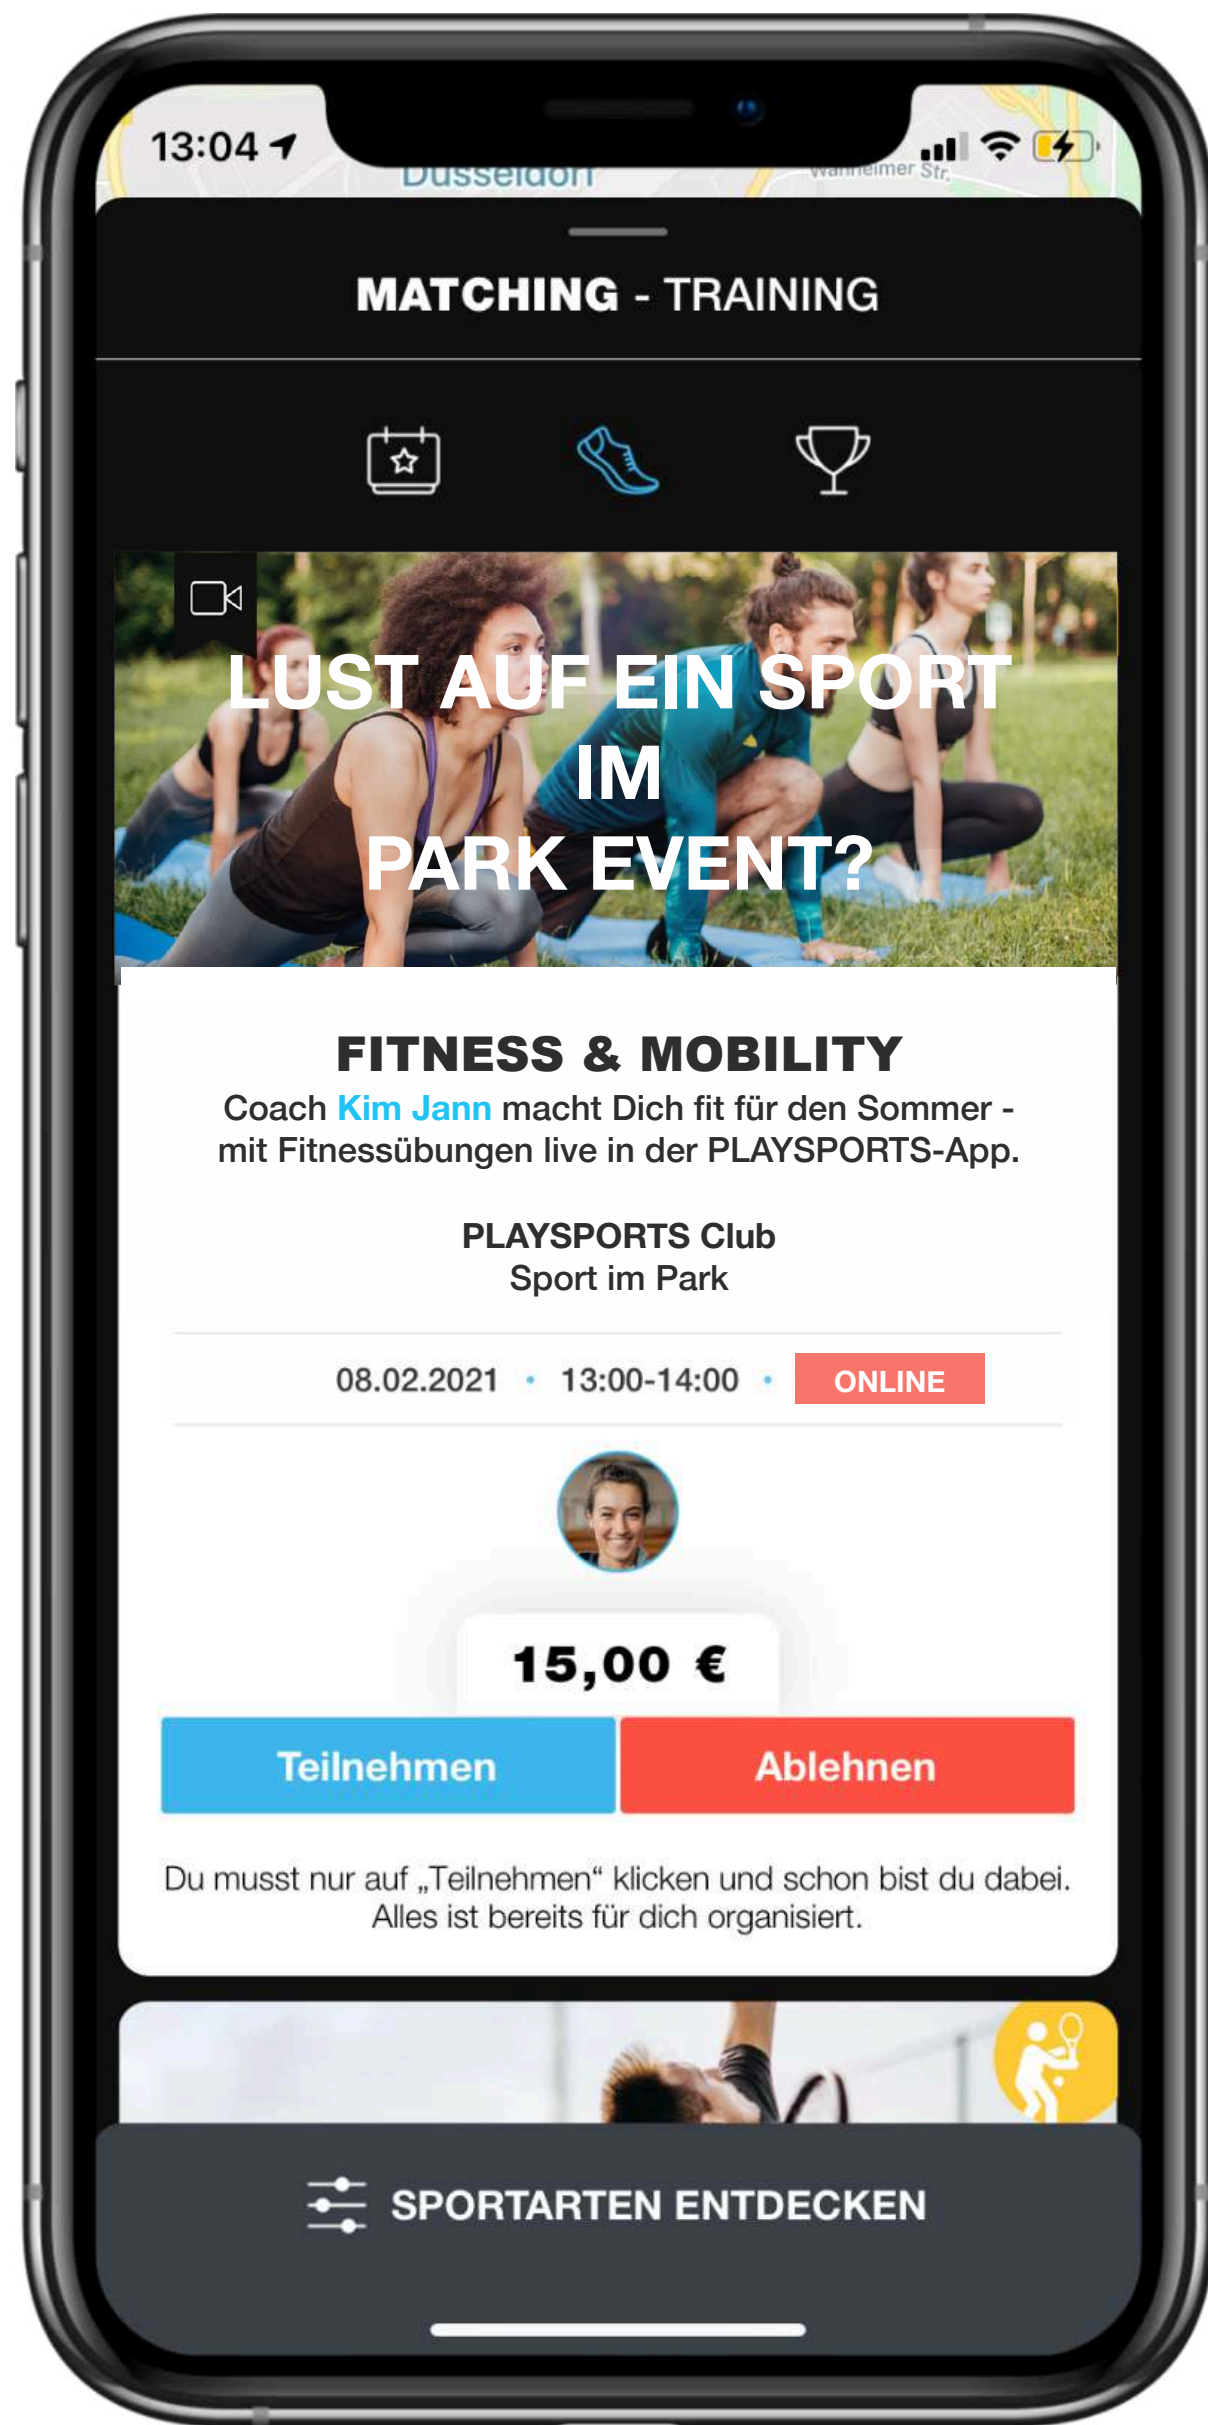 13:04
Düsseldorf
Wanheimer Str.
MATCHING - TRAINING
LUST AUF EIN SPORT
IM
PARK EVENT?
FITNESS & MOBILITY
Coach Kim Jann macht Dich fit für den Sommer -
mit Fitnessübungen live in der PLAYSPORTS-App.
PLAYSPORTS Club
Sport im Park
08.02.2021 • 13:00-14:00 • ONLINE
15,00 €
Teilnehmen
Ablehnen
Du musst nur auf „Teilnehmen“ klicken und schon bist du dabei.
Alles ist bereits für dich organisiert.
SPORTARTEN ENTDECKEN